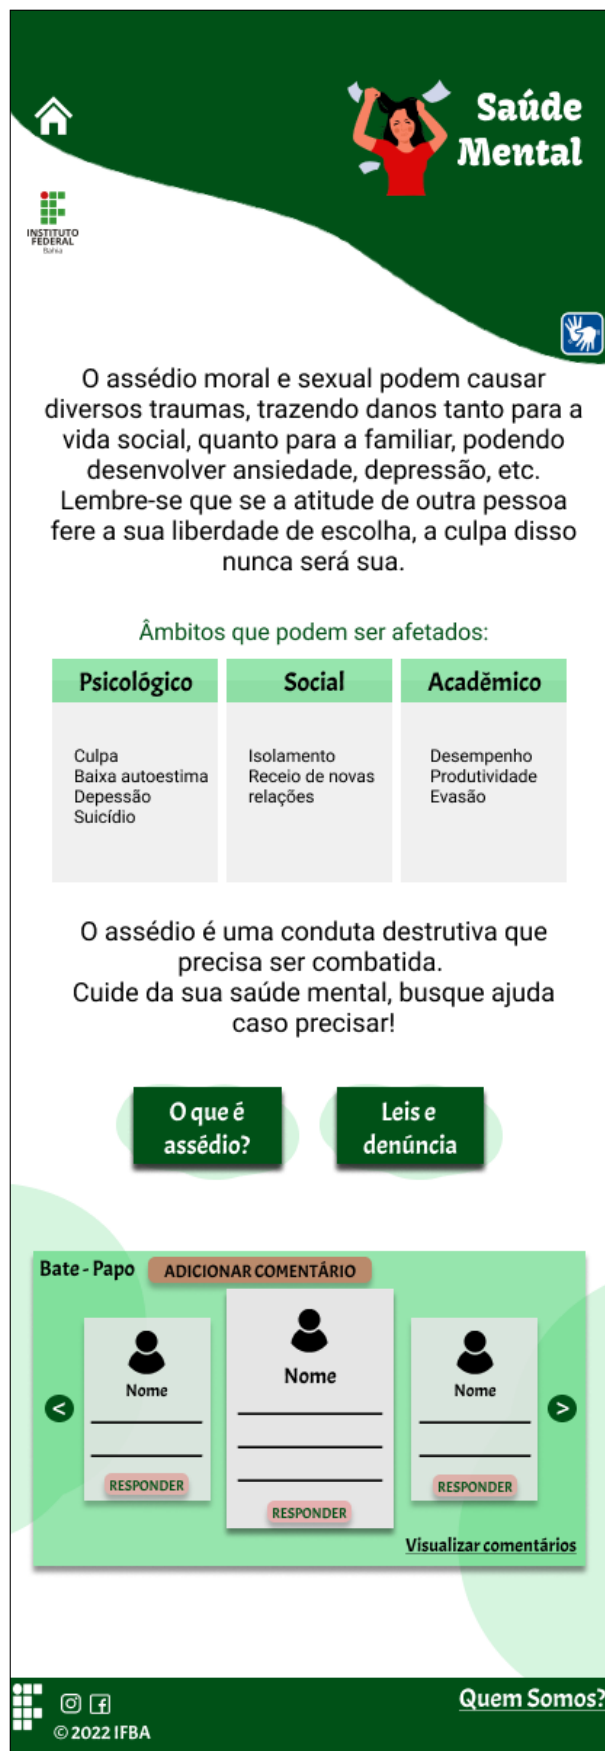 Saúde
Mental
INSTITUTO
FEDERAL
Bahia
O assédio moral e sexual podem causar
diversos traumas, trazendo danos tanto para a
vida social, quanto para a familiar, podendo
desenvolver ansiedade, depressão, etc.
Lembre-se que se a atitude de outra pessoa
fere a sua liberdade de escolha, a culpa disso
nunca será sua.
Âmbitos que podem ser afetados:
Psicológico
Culpa
Baixa autoestima
Depessão
Suicídio
Social
Isolamento
Receio de novas
relações
Acadêmico
Desempenho
Produtividade
Evasão
O assédio é uma conduta destrutiva que
precisa ser combatida.
Cuide da sua saúde mental, busque ajuda
caso precisar!
O que é
assédio?
Leis e
denúncia
Bate - Papo
ADICIONAR COMENTÁRIO
<
Nome
RESPONDER
Nome
RESPONDER
Nome
RESPONDER
>
Visualizar comentários
© 2022 IFBA
Quem Somos?